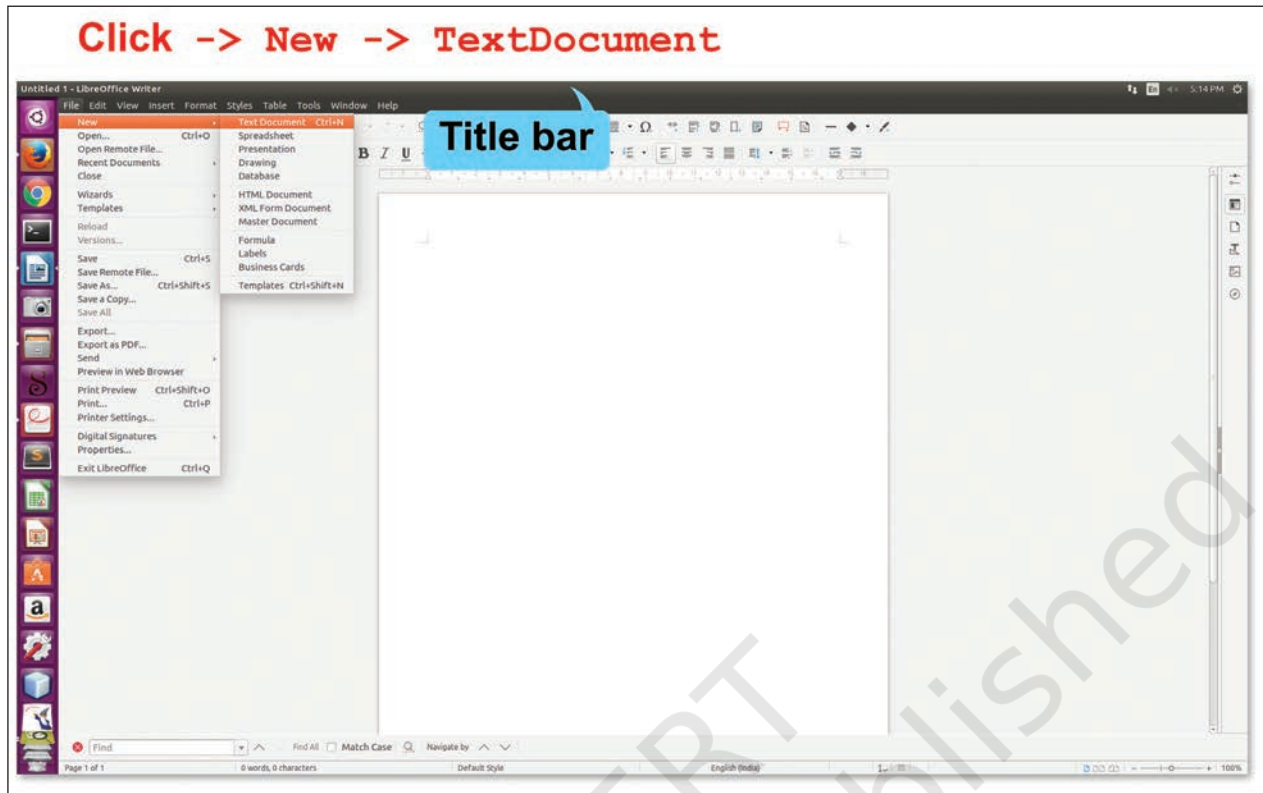 Click -> New -> TextDocument
Untitled 1 - LibreOffice Writer
En
5:14 PM
File Edit View Insert Format Styles Table Tools Window Help
Title bar
New
Open... Ctrl+O
Open Remote File...
Recent Documents
Close
Wizards
Templates
Reload
Versions...
Save Ctrl+S
Save Remote File...
Save As... Ctrl+Shift+S
Save a Copy...
Save All
Export...
Export as PDF...
Send
Preview in Web Browser
Print Preview Ctrl+Shift+O
Print... Ctrl+P
Printer Settings...
Digital Signatures
Properties...
Exit LibreOffice Ctrl+Q
Text Document Ctrl+N
Spreadsheet
Presentation
Drawing
Database
HTML Document
XML Form Document
Master Document
Formula
Labels
Business Cards
Templates Ctrl+Shift+N
B I U
Find
Find All
Match Case
Navigate by
Page 1 of 1
0 words, 0 characters
Default Style
English (India)
100%